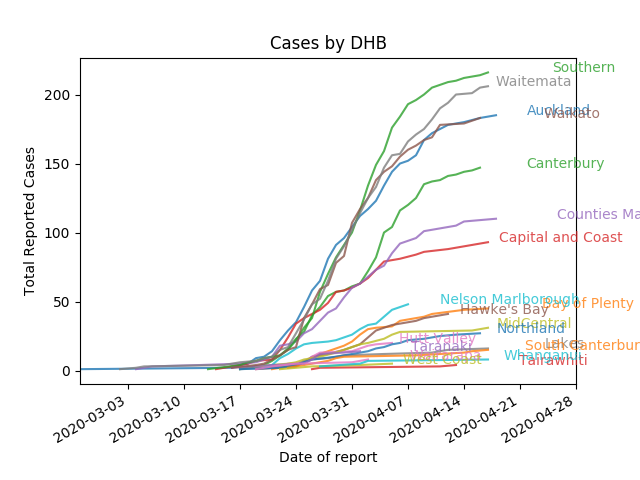 Cases by DHB
Southern
Waitemata
Auckland
Waikato
Canterbury
Counties Ma
Capital and Coast
Nelson Marlborough
Bay of Plenty
Hawke's Bay
MidCentral
Northland
Hutt Valley
Lakes
South Canterbur
Taranaki
Whanganui
West Coast
Tairawhiti
200
150
100
50
0
Total Reported Cases
2020-03-03
2020-03-10
2020-03-17
2020-03-24
2020-03-31
2020-04-07
2020-04-14
2020-04-21
2020-04-28
Date of report